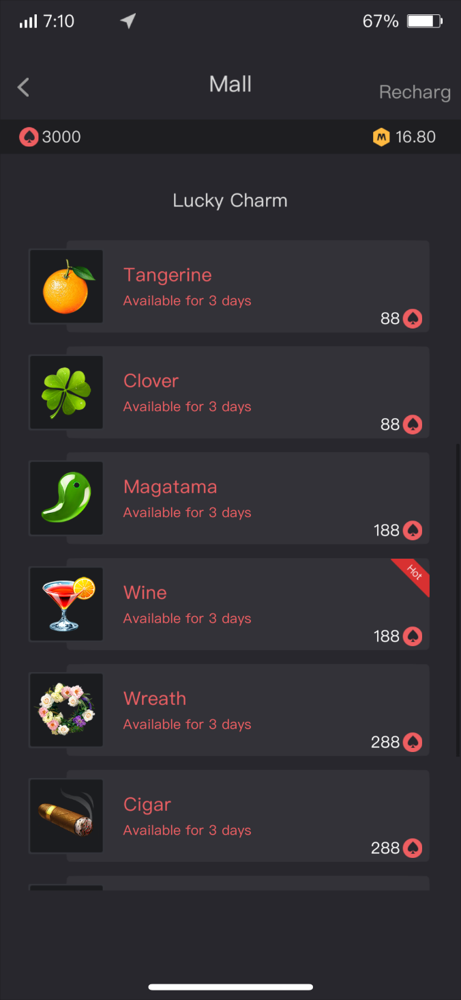 7:10
67%
Mall
Recharg
3000
M 16.80
Lucky Charm
Tangerine
Available for 3 days
88
Clover
Available for 3 days
88
Magatama
Available for 3 days
188
Hot
Wine
Available for 3 days
188
Wreath
Available for 3 days
288
Cigar
Available for 3 days
288